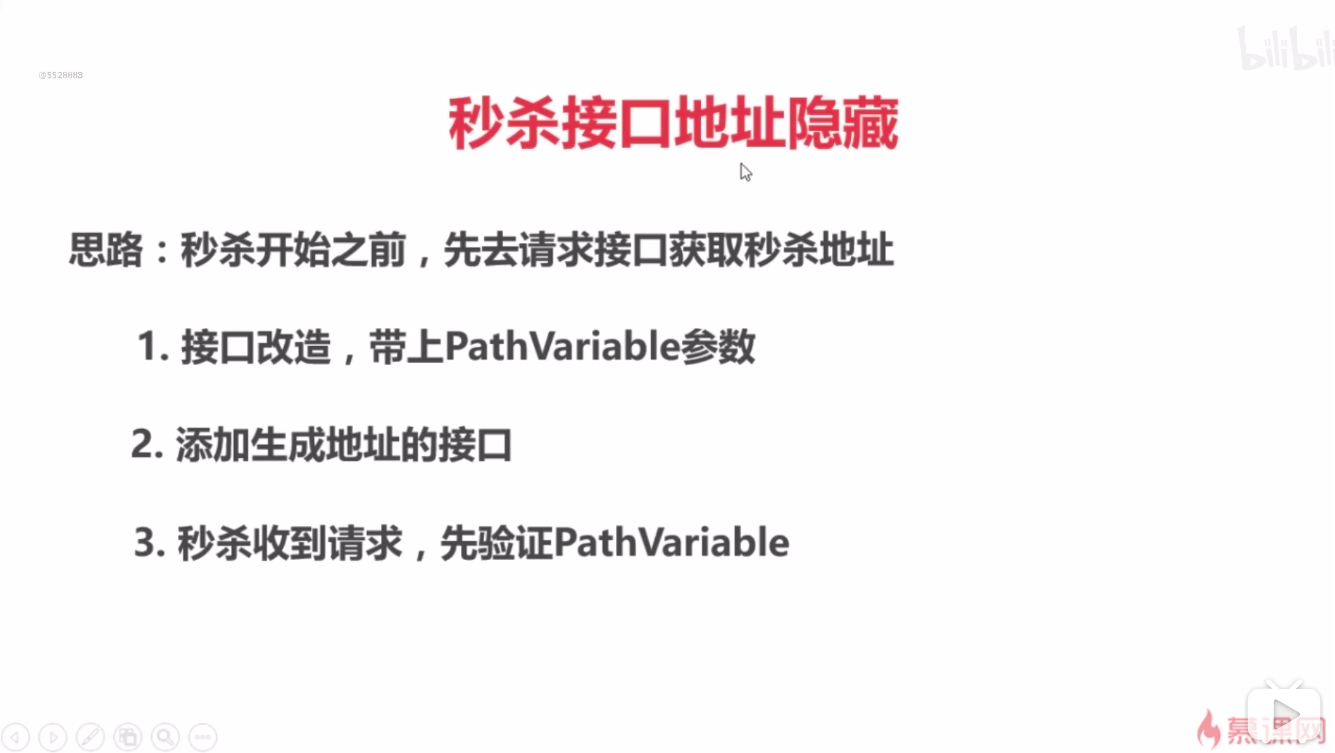 @5528883
bilibili
秒杀接口地址隐藏
思路：秒杀开始之前，先去请求接口获取秒杀地址
1. 接口改造，带上PathVariable参数
2. 添加生成地址的接口
3. 秒杀收到请求，先验证PathVariable
慕课网